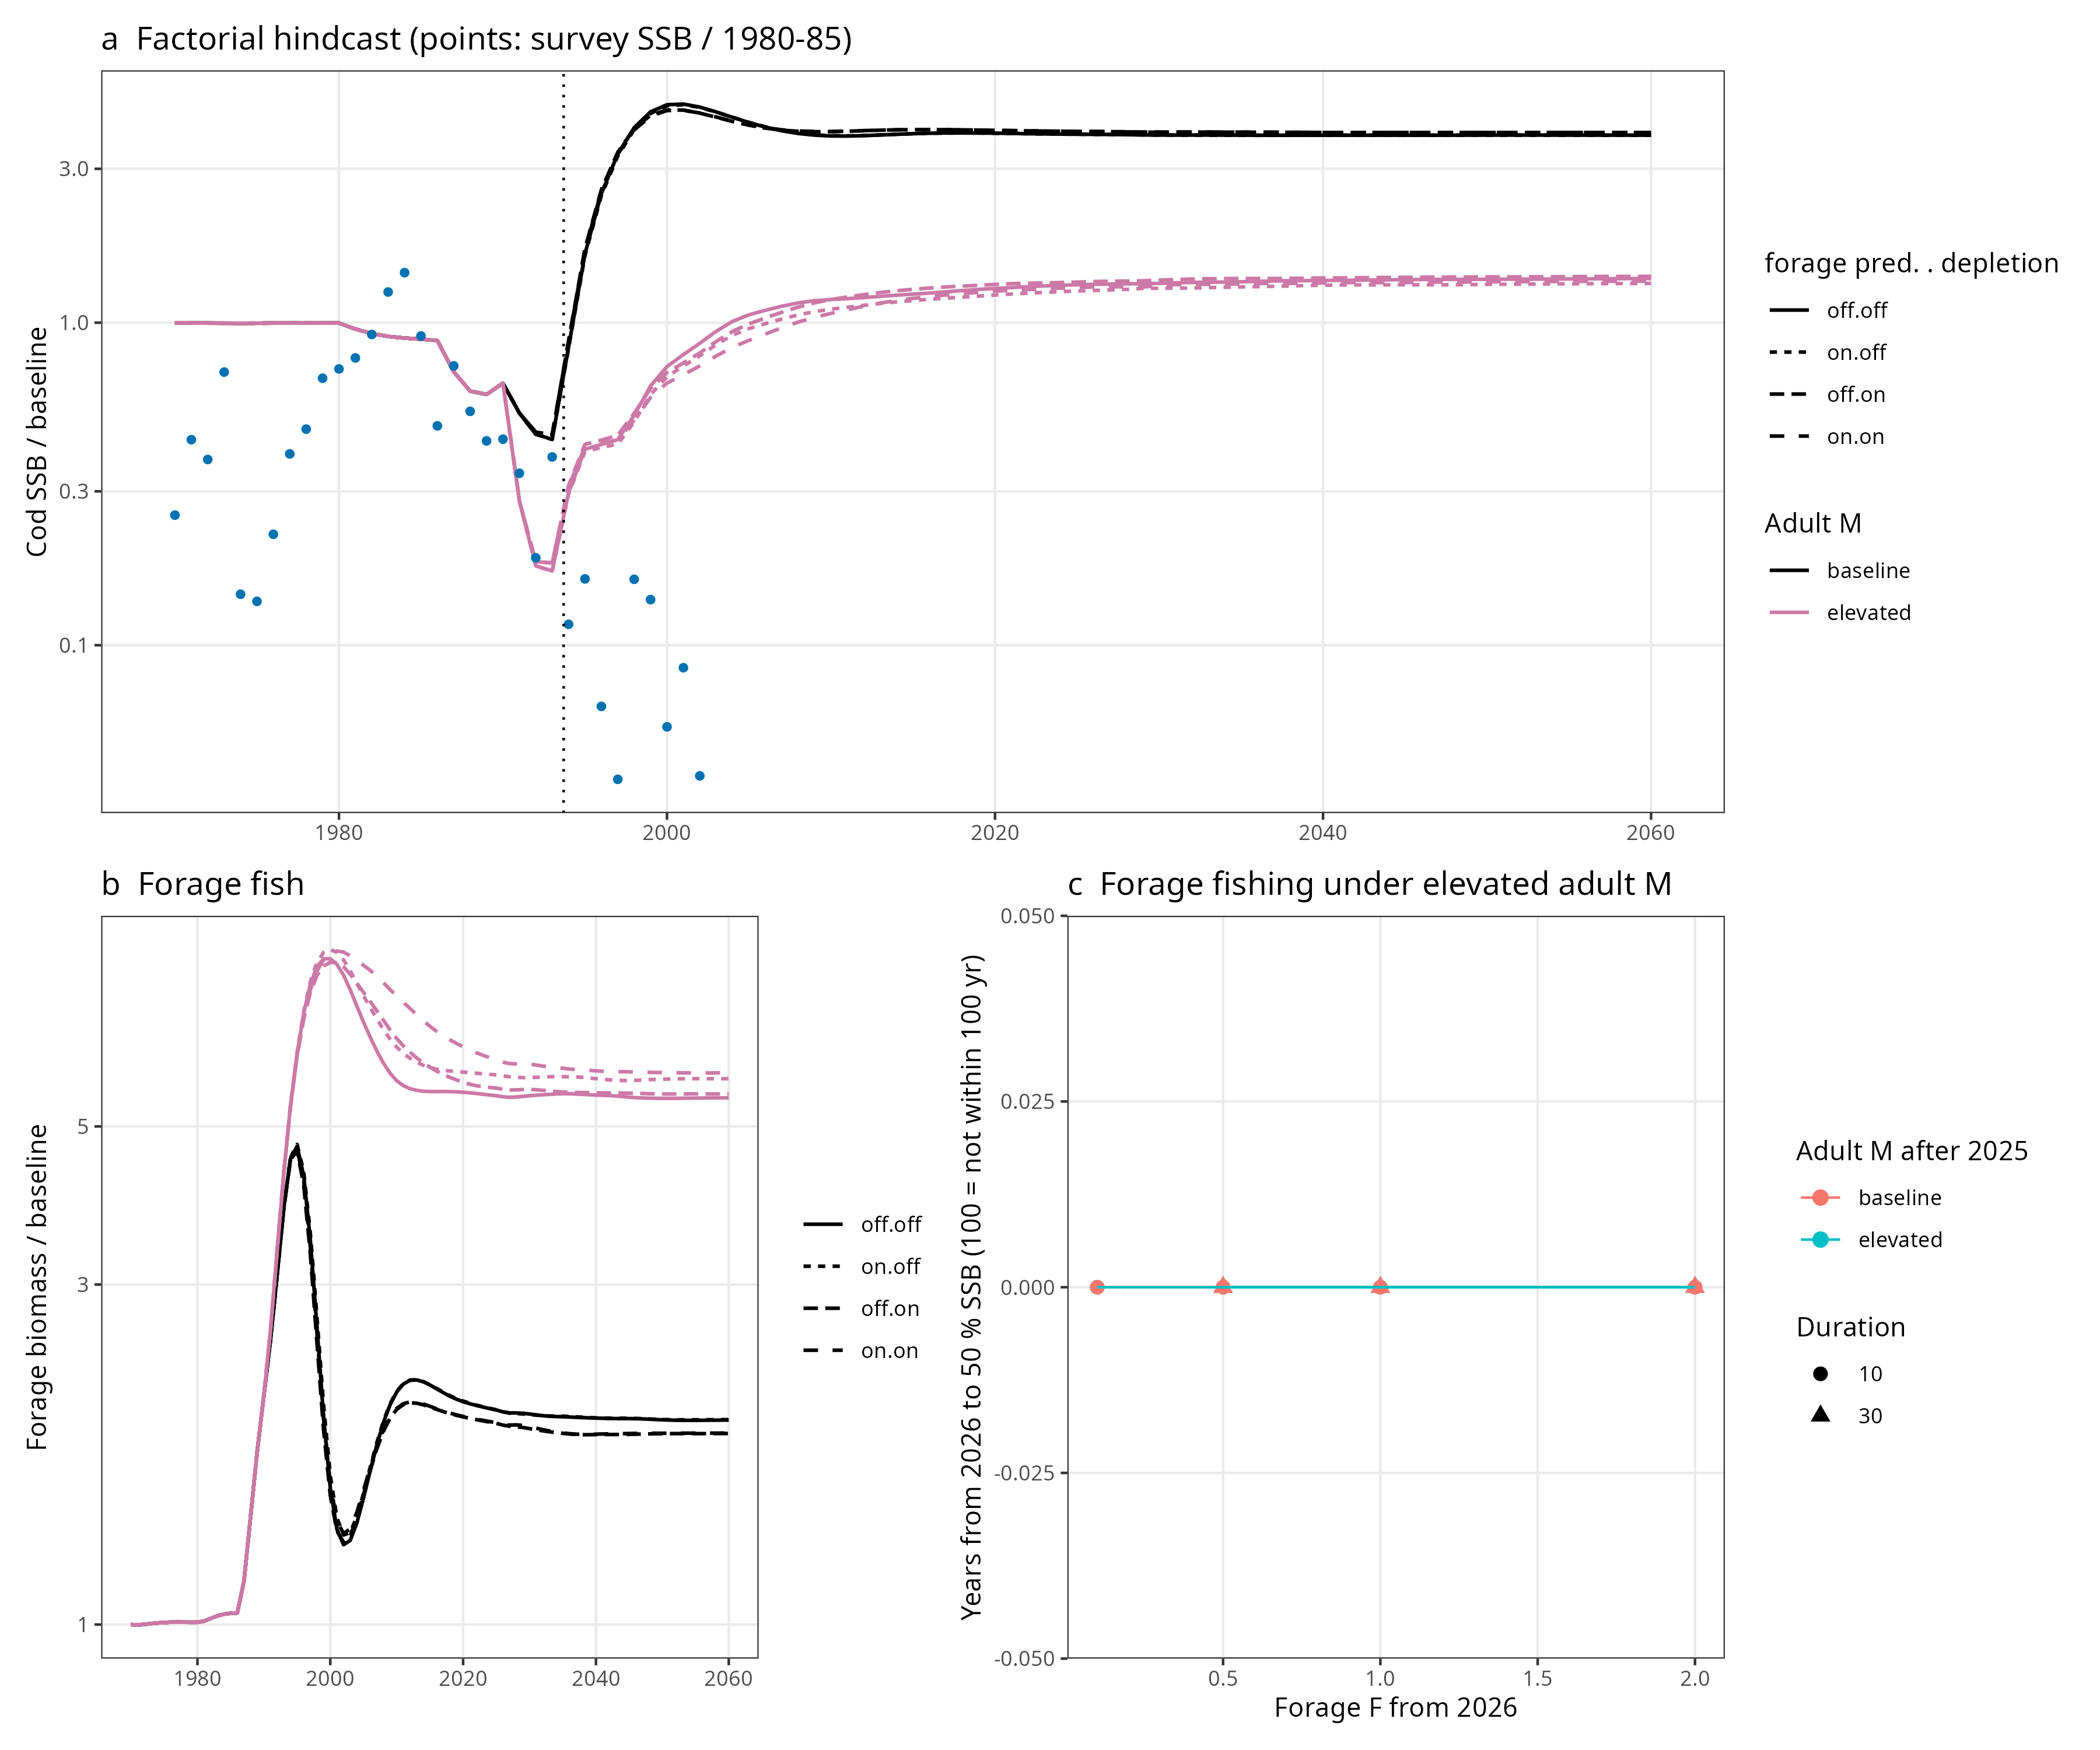 a Factorial hindcast (points: survey SSB / 1980-85)
Cod SSB / baseline
3.0
1.0
0.3
0.1
1980
2000
2020
2040
2060
forage pred. . depletion
off.off
on.off
off.on
on.on
Adult M
baseline
elevated
b Forage fish
Forage biomass / baseline
5
3
1
1980
2000
2020
2040
2060
off.off
on.off
off.on
on.on
c Forage fishing under elevated adult M
Years from 2026 to 50 % SSB (100 = not within 100 yr)
0.050
0.025
0.000
-0.025
-0.050
0.5
1.0
1.5
2.0
Forage F from 2026
Adult M after 2025
baseline
elevated
Duration
10
30